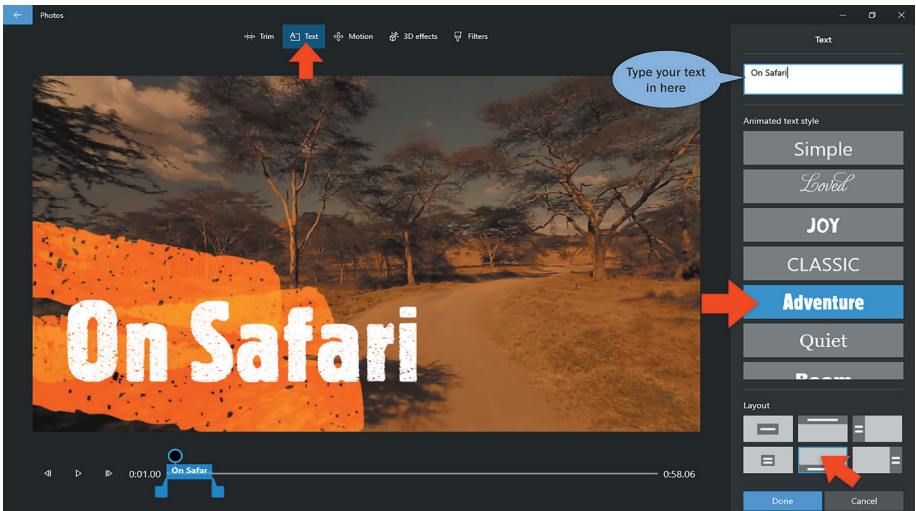 Photos
Trim Text Motion 3D effects Filters
Text
Type your text
in here
On Safari
Animated text style
Simple
Loved
JOY
CLASSIC
Adventure
Quiet
Boom
On Safari
Layout
0:01.00 On Safar 0:58.06
Done Cancel